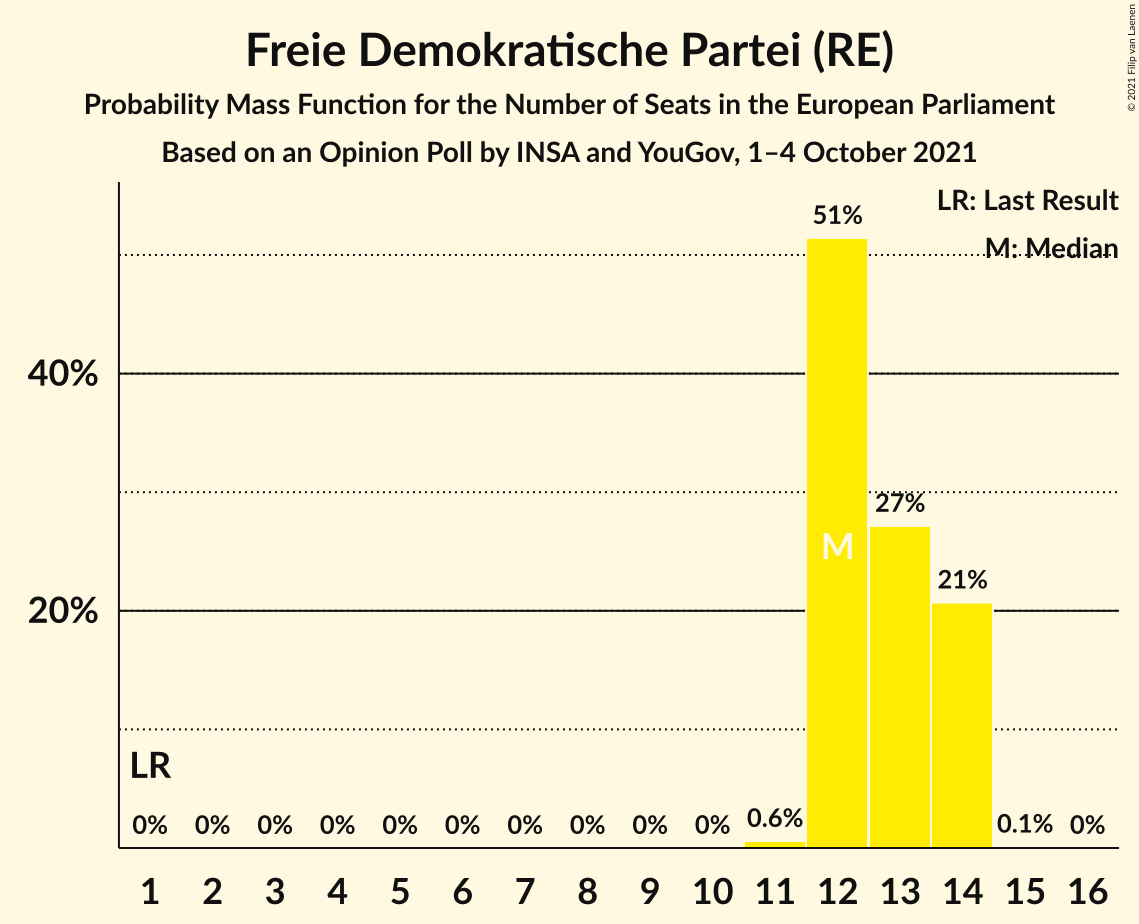 Freie Demokratische Partei (RE)
Probability Mass Function for the Number of Seats in the European Parliament
Based on an Opinion Poll by INSA and YouGov, 1–4 October 2021
© 2021 Filip van Laenen
LR: Last Result
M: Median
51%
40%
27%
M
21%
20%
LR
0% 0% 0% 0% 0% 0% 0% 0% 0% 0% 0.6% 0.1% 0%
1 2 3 4 5 6 7 8 9 10 11 12 13 14 15 16